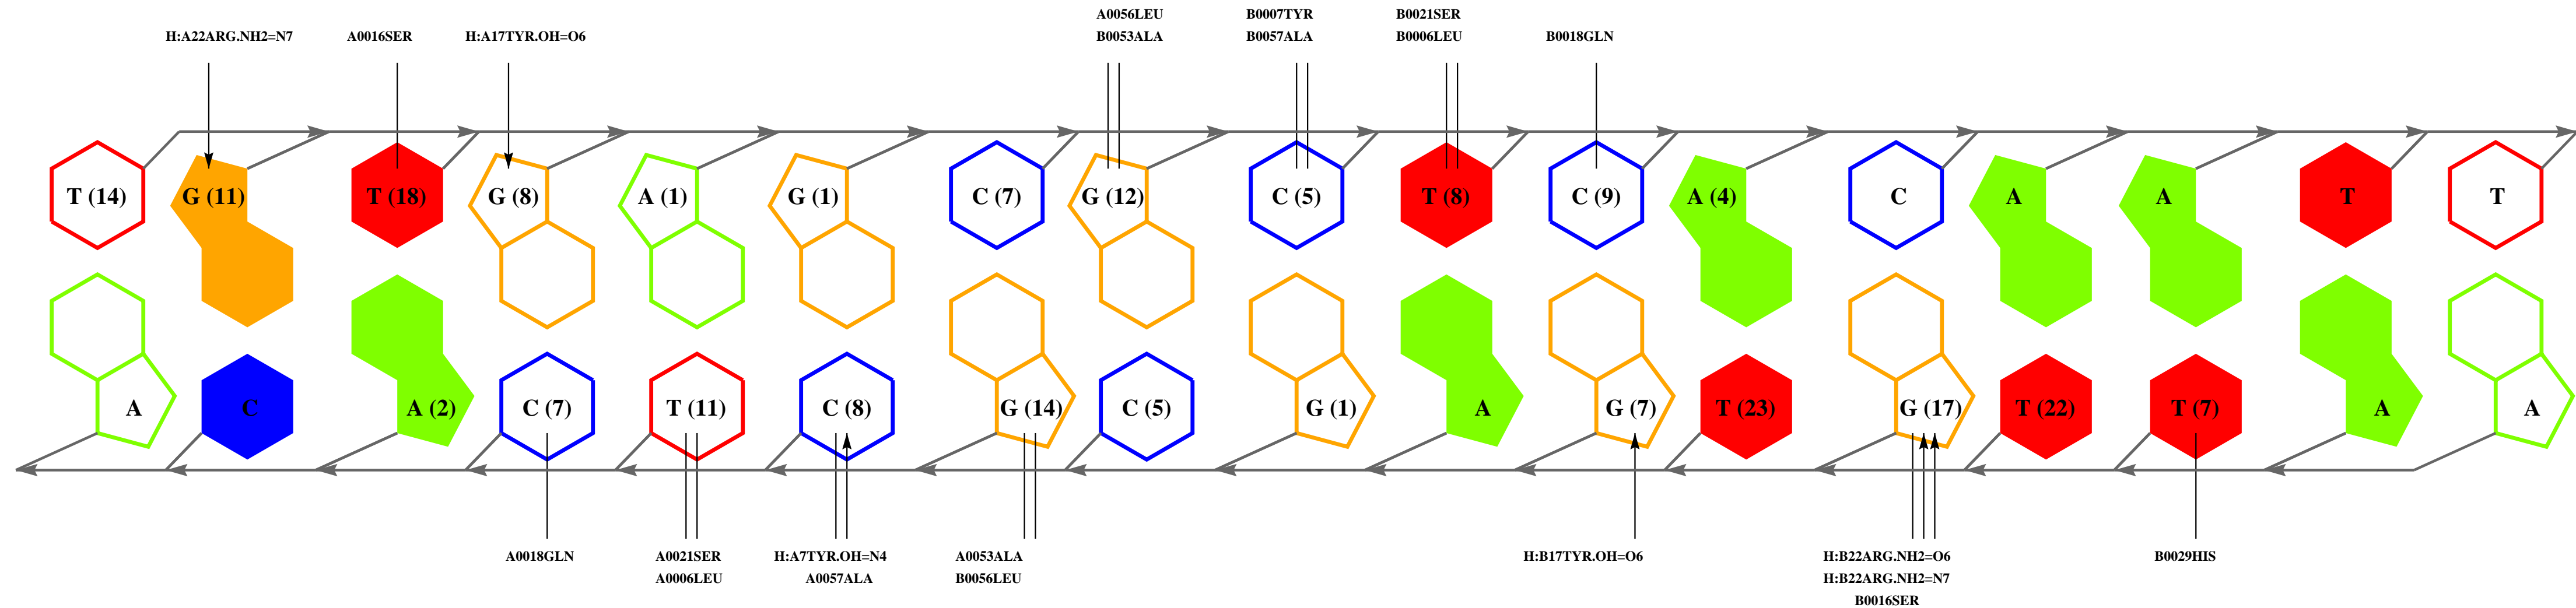 A0056LEU B0007TYR B0021SER
H:A22ARG.NH2=N7 A0016SER H:A17TYR.OH=O6 B0053ALA B0057ALA B0006LEU B0018GLN
T (14) G (11) T (18) G (8) A (1) G (1) C (7) G (12) C (5) T (8) C (9) A (4) C A A T T
A C A (2) C (7) T (11) C (8) G (14) C (5) G (1) A G (7) T (23) G (17) T (22) T (7) A A
A0018GLN A0021SER H:A7TYR.OH=N4 A0053ALA H:B17TYR.OH=O6 H:B22ARG.NH2=O6 B0029HIS
A0006LEU A0057ALA B0056LEU H:B22ARG.NH2=N7
B0016SER